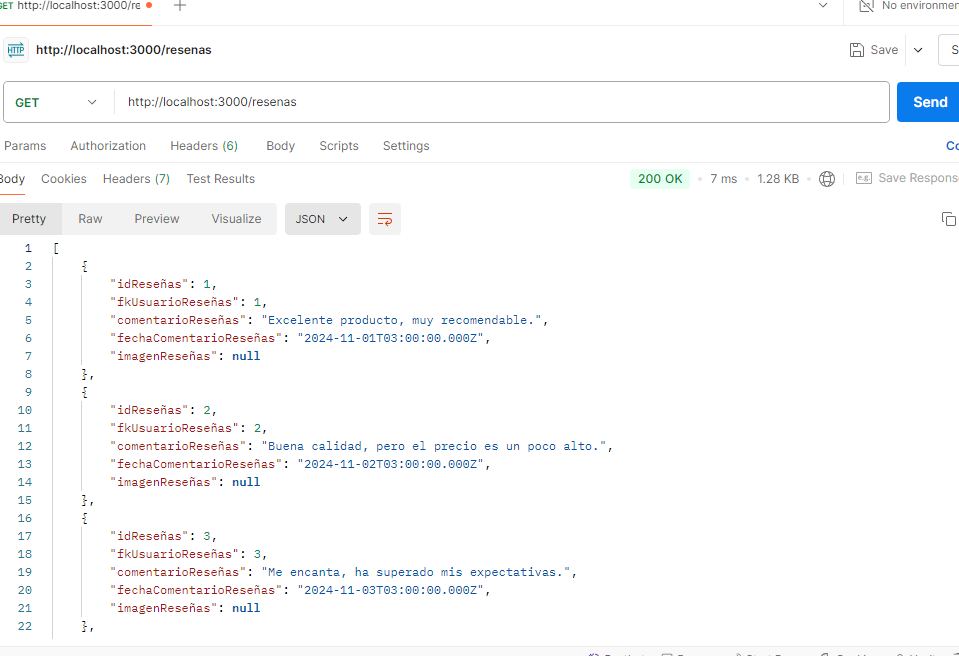 GET http://localhost:3000/re
No environmen
HTTP http://localhost:3000/resenas
Save
GET http://localhost:3000/resenas Send
Params Authorization Headers (6) Body Scripts Settings Co
Body Cookies Headers (7) Test Results 200 OK 7 ms 1.28 KB e.g. Save Respons
Pretty Raw Preview Visualize JSON
1 [
2 {
3 "idReseñas": 1,
4 "fkUsuarioReseñas": 1,
5 "comentarioReseñas": "Excelente producto, muy recomendable.",
6 "fechaComentarioReseñas": "2024-11-01T03:00:00.000Z",
7 "imagenReseñas": null
8 },
9 {
10 "idReseñas": 2,
11 "fkUsuarioReseñas": 2,
12 "comentarioReseñas": "Buena calidad, pero el precio es un poco alto.",
13 "fechaComentarioReseñas": "2024-11-02T03:00:00.000Z",
14 "imagenReseñas": null
15 },
16 {
17 "idReseñas": 3,
18 "fkUsuarioReseñas": 3,
19 "comentarioReseñas": "Me encanta, ha superado mis expectativas.",
20 "fechaComentarioReseñas": "2024-11-03T03:00:00.000Z",
21 "imagenReseñas": null
22 },